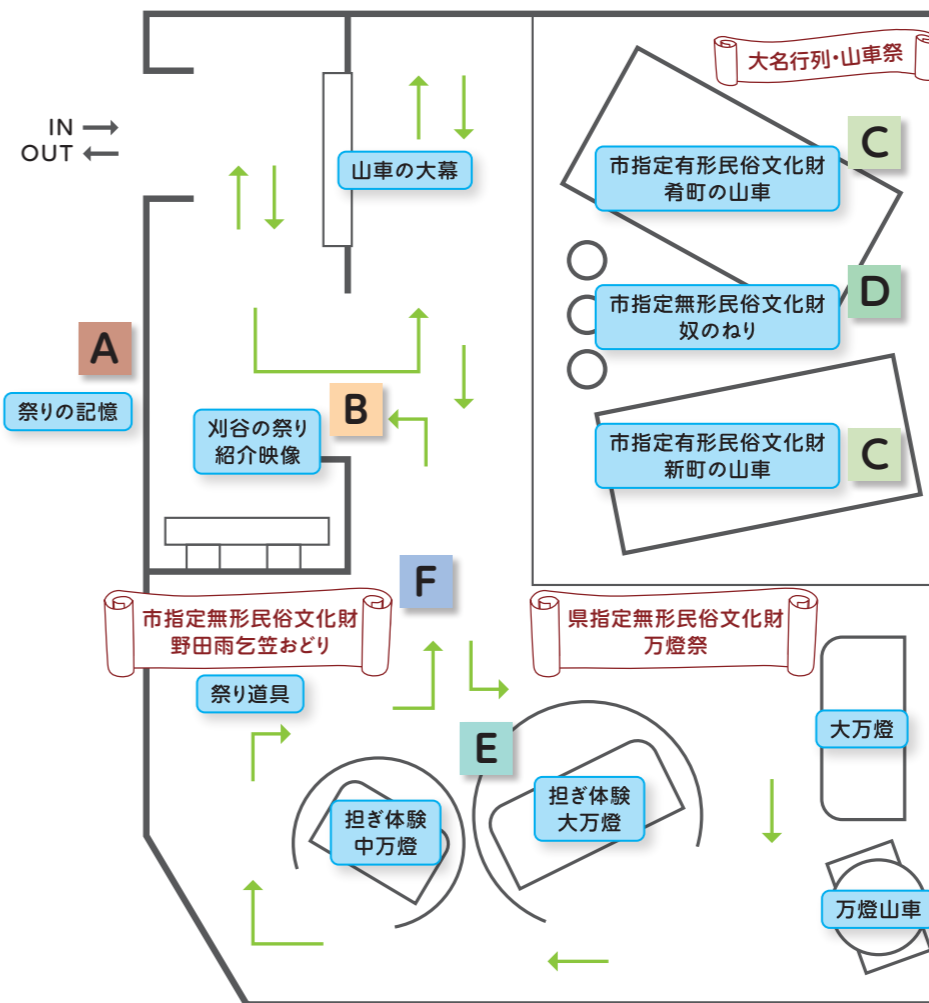 大名行列・山車祭
IN
OUT
山車の大幕
C
市指定有形民俗文化財
肴町の山車
D
市指定無形民俗文化財
奴のねり
A
祭りの記憶
B
刈谷の祭り
紹介映像
市指定有形民俗文化財
新町の山車
C
F
市指定無形民俗文化財
野田雨乞笠おどり
県指定無形民俗文化財
万燈祭
祭り道具
大万燈
E
担ぎ体験
中万燈
担ぎ体験
大万燈
万燈山車